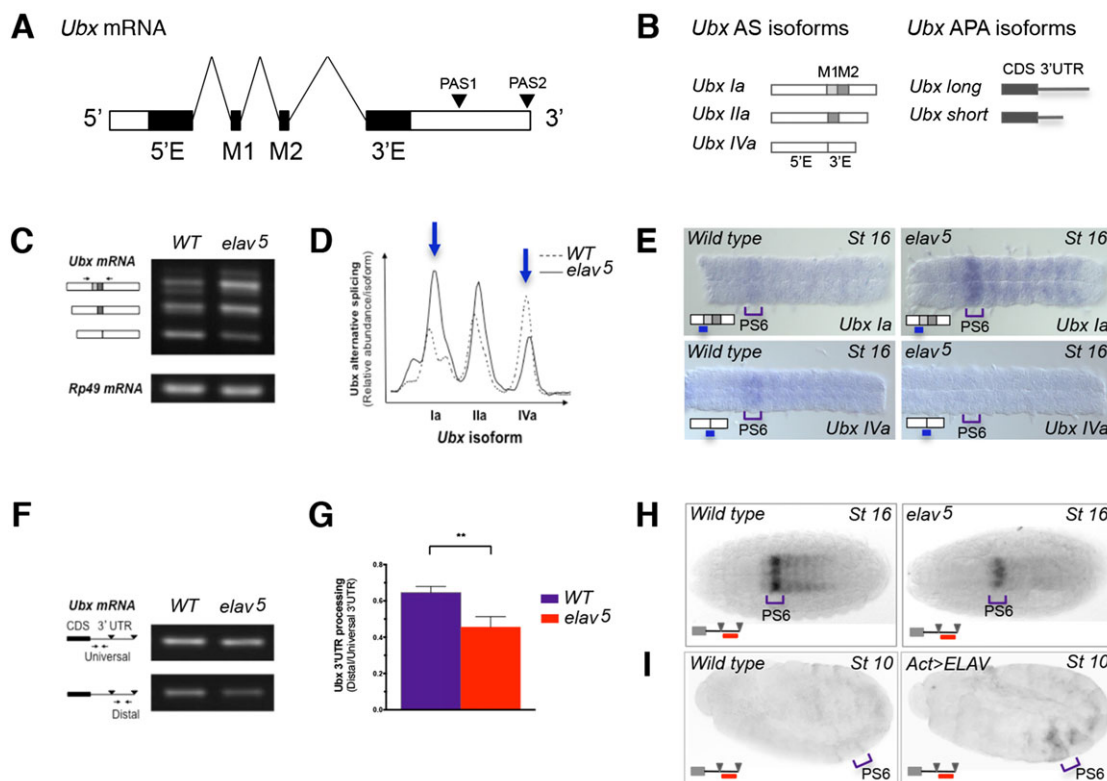 A
Ubx mRNA
PAS1
PAS2
5'
3'
5'E
M1
M2
3'E
B
Ubx AS isoforms
M1M2
Ubx Ia
Ubx IIa
Ubx IVa
5'E
3'E
Ubx APA isoforms
CDS 3'UTR
Ubx long
Ubx short
C
WT
elav5
Ubx mRNA
Rp49 mRNA
D
WT
elav5
Ubx alternative splicing
(Relative abundance/isoform)
Ia
IIa
IVa
Ubx isoform
E
Wild type
St 16
PS6
Ubx Ia
elav5
St 16
PS6
Ubx Ia
Wild type
St 16
PS6
Ubx IVa
elav5
St 16
PS6
Ubx IVa
F
WT
elav5
Ubx mRNA
CDS 3' UTR
Universal
Distal
G
**
Ubx 3'UTR processing
(Distal/Universal 3'UTR)
0.8
0.6
0.4
0.2
0.0
WT
elav5
H
Wild type
St 16
PS6
elav5
St 16
PS6
I
Wild type
St 10
PS6
Act>ELAV
St 10
PS6